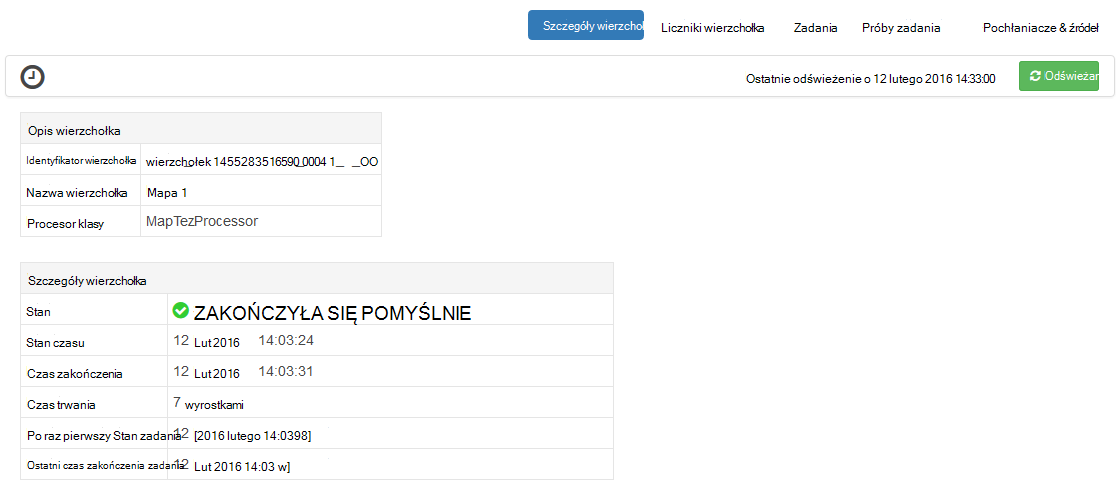 Szczegóły wierzchoł Liczniki wierzchołka Zadania Próby zadania Pochłaniacze & źródeł
Ostatnie odświeżenie o 12 lutego 2016 14:33:00 Odświeżan
Opis wierzchołka
Identyfikator wierzchołka wierzchołek 1455283516590_0004 1_ _OO
Nazwa wierzchołka Mapa 1
Procesor klasy MapTezProcessor
Szczegóły wierzchołka
Stan ZAKOŃCZYŁA SIĘ POMYŚLNIE
Stan czasu 12 Lut 2016 14:03:24
Czas zakończenia 12 Lut 2016 14:03:31
Czas trwania 7 wyrostkami
Po raz pierwszy Stan zadania 12 [2016 lutego 14:0398]
Ostatni czas zakończenia zadania 12 Lut 2016 14:03 w]